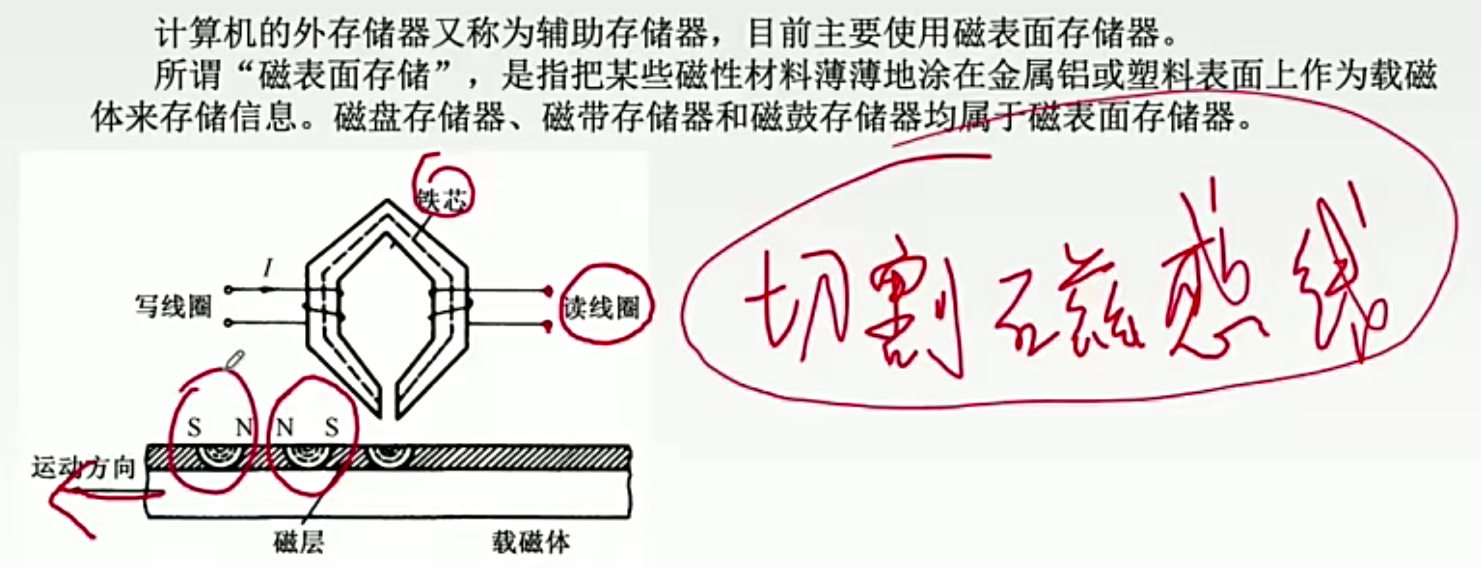 计算机的外存储器又称为辅助存储器，目前主要使用磁表面存储器。
所谓“磁表面存储”，是指把某些磁性材料薄薄地涂在金属铝或塑料表面上作为载磁
体来存储信息。磁盘存储器、磁带存储器和磁鼓存储器均属于磁表面存储器。
铁芯
I
写线圈
读线圈
切割磁感线
S N N S
运动方向
磁层
载磁体